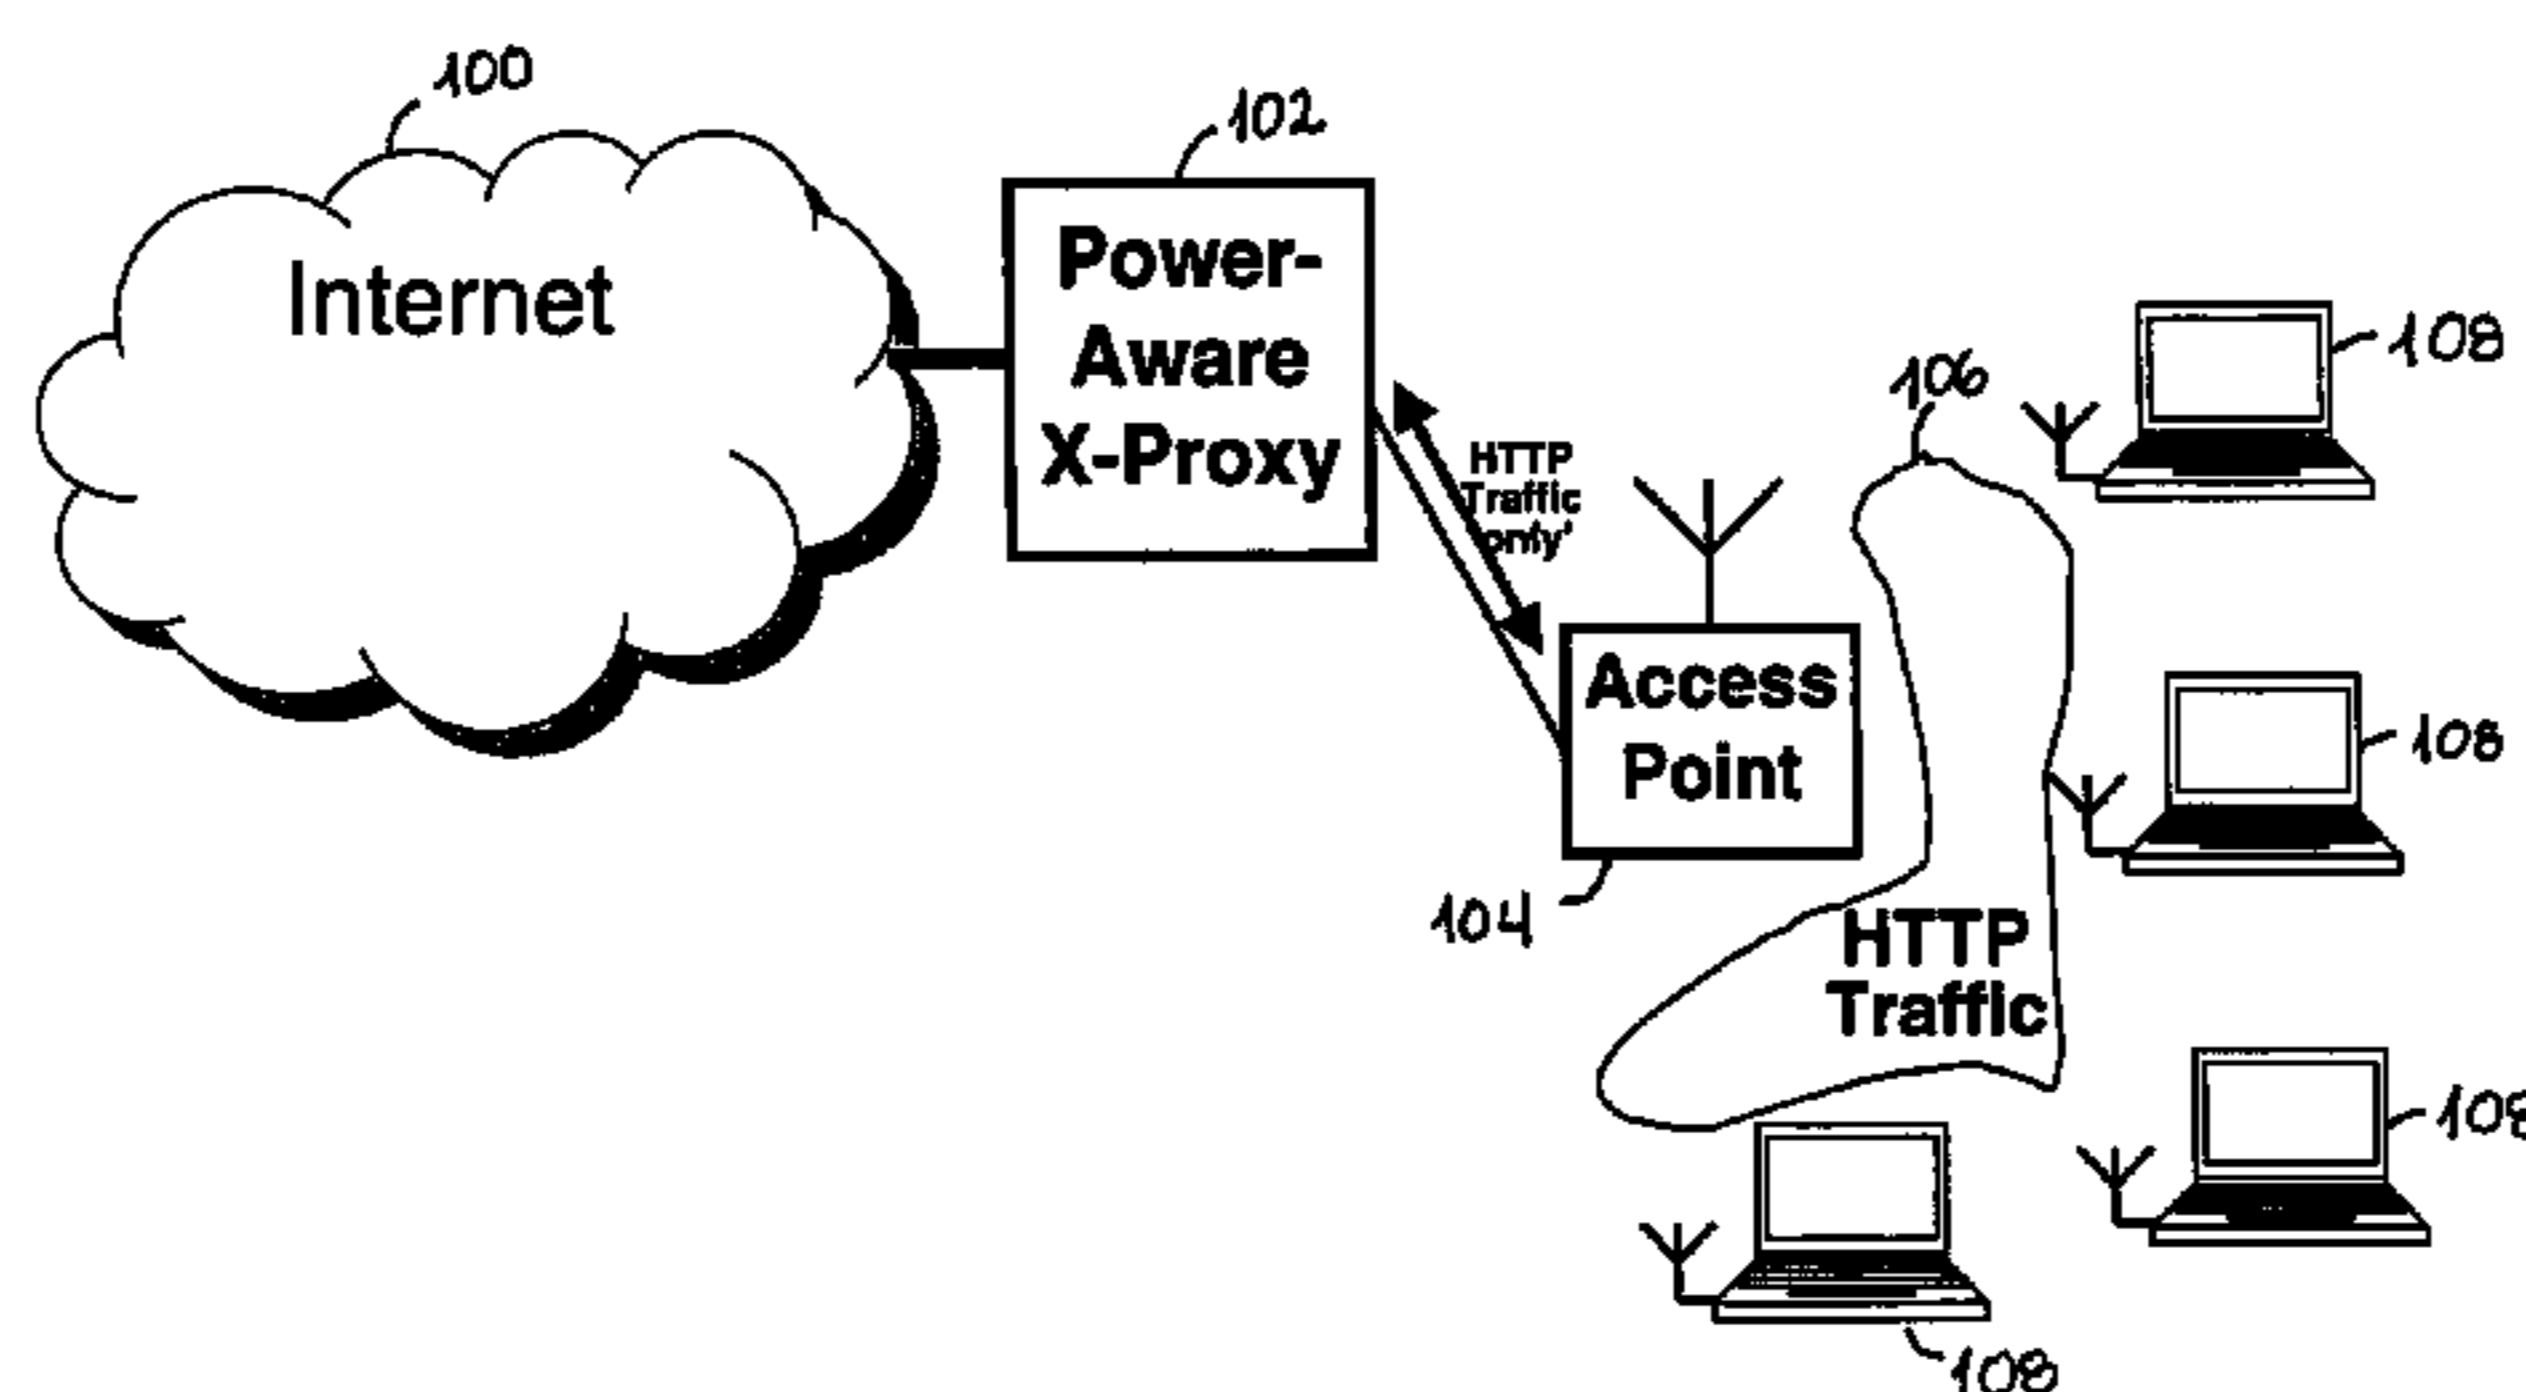 100
102
Internet
Power-
Aware
X-Proxy
HTTP
Traffic
only'
106
108
Access
Point
108
104
HTTP
Traffic
108
108